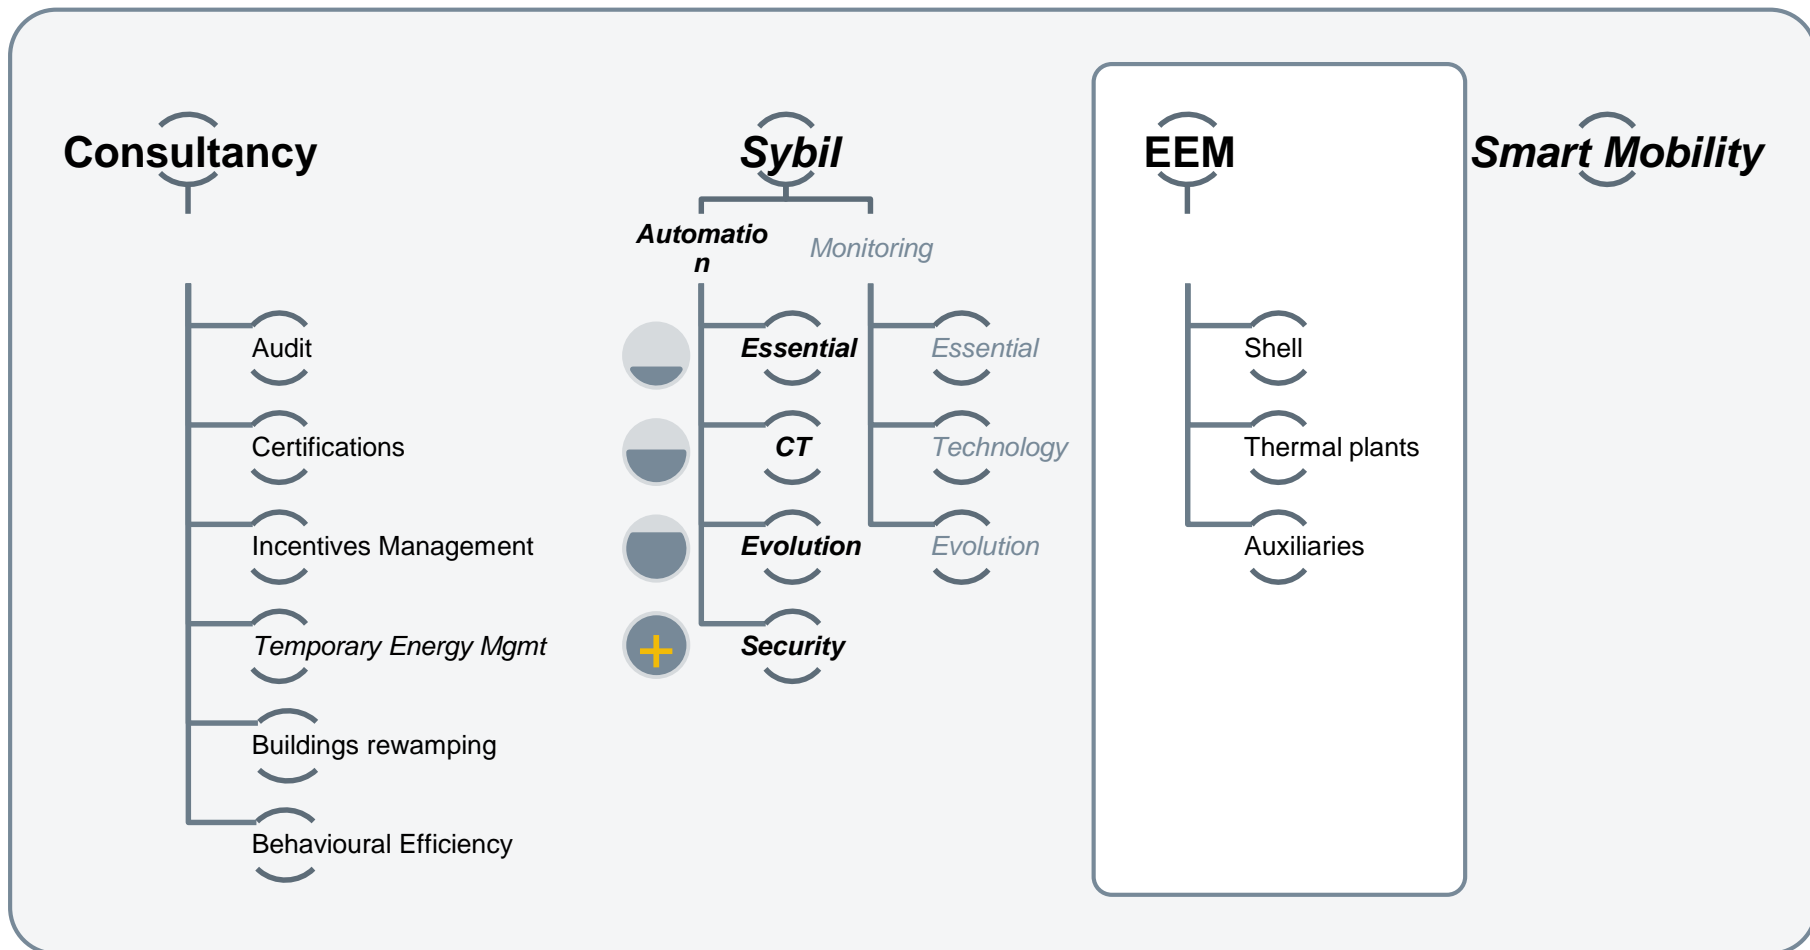 Consultancy
Sybil
EEM
Smart Mobility
Automatio
n
Monitoring
Audit
Certifications
Incentives Management
Temporary Energy Mgmt
Buildings rewamping
Behavioural Efficiency
Essential
CT
Evolution
Security
Essential
Technology
Evolution
Shell
Thermal plants
Auxiliaries